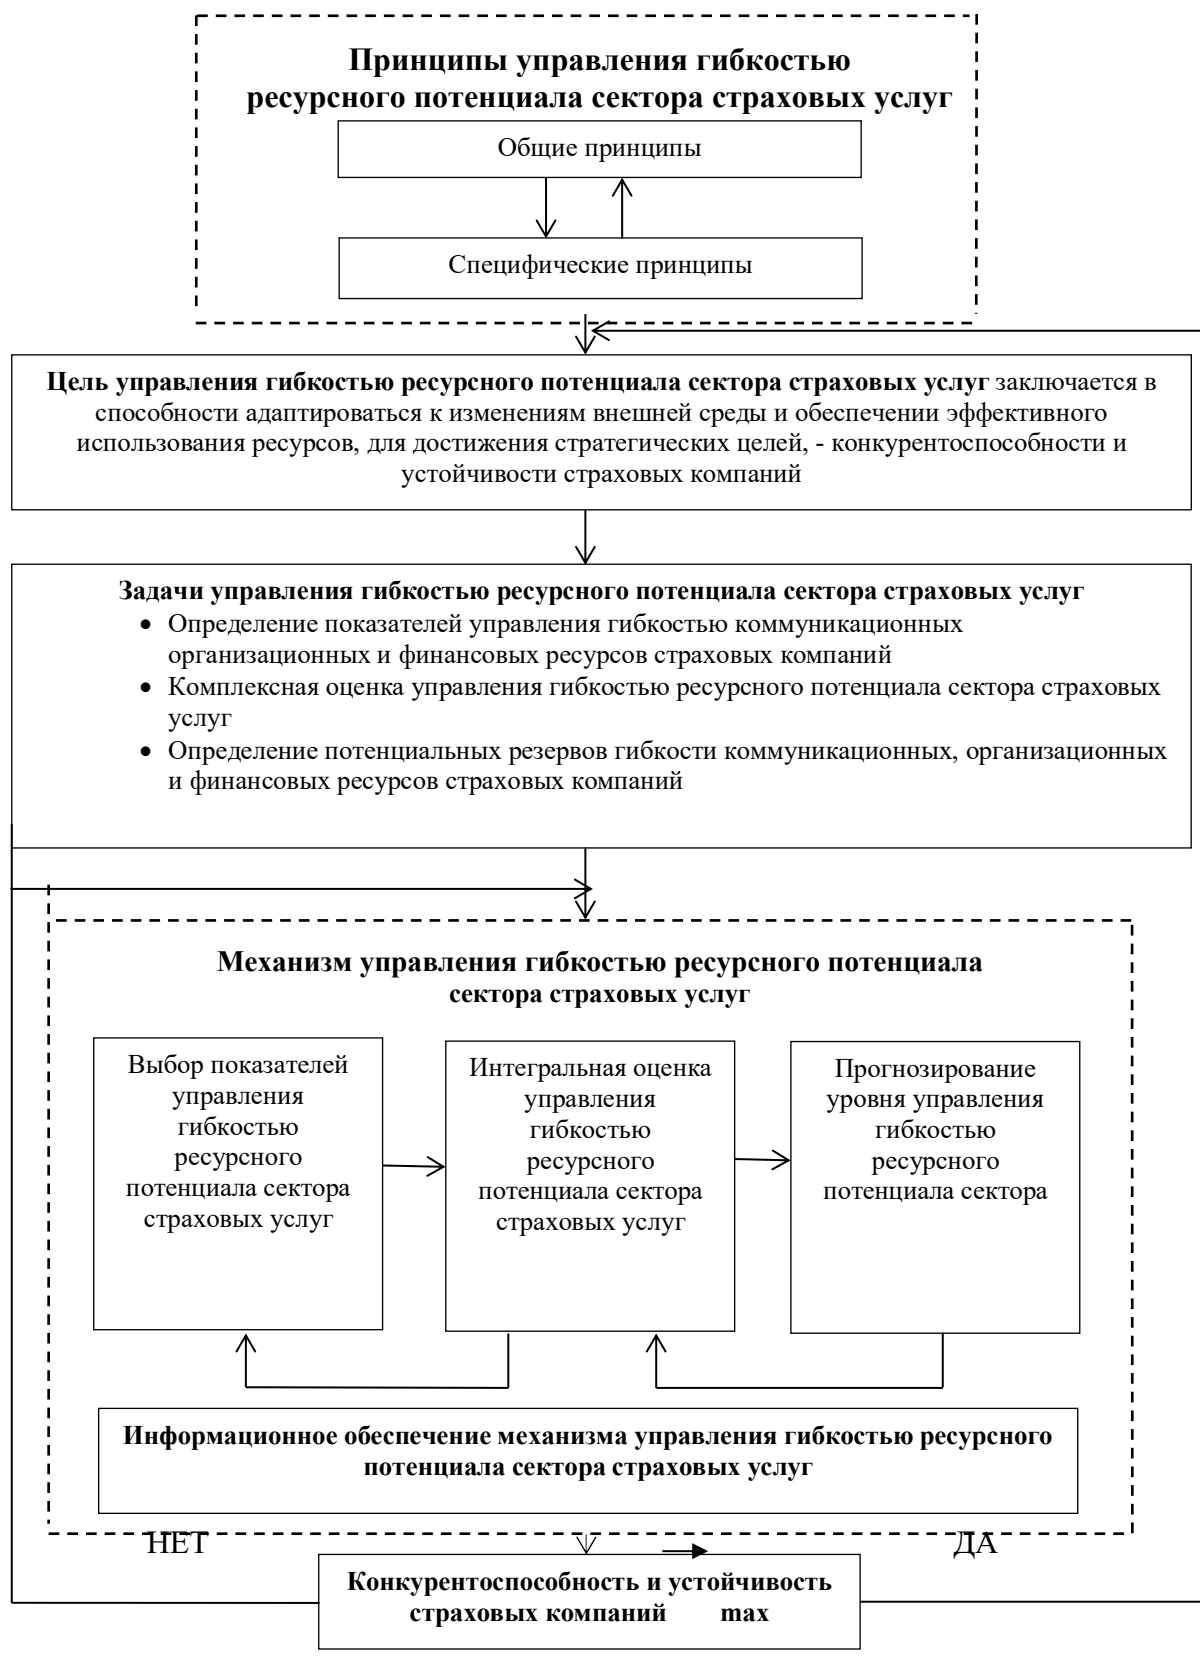 Принципы управления гибкостью
ресурсного потенциала сектора страховых услуг
Общие принципы
Специфические принципы
Цель управления гибкостью ресурсного потенциала сектора страховых услуг заключается в
способности адаптироваться к изменениям внешней среды и обеспечении эффективного
использования ресурсов, для достижения стратегических целей, - конкурентоспособности и
устойчивости страховых компаний
Задачи управления гибкостью ресурсного потенциала сектора страховых услуг
• Определение показателей управления гибкостью коммуникационных
организационных и финансовых ресурсов страховых компаний
• Комплексная оценка управления гибкостью ресурсного потенциала сектора страховых
услуг
• Определение потенциальных резервов гибкости коммуникационных, организационных
и финансовых ресурсов страховых компаний
Механизм управления гибкостью ресурсного потенциала
сектора страховых услуг
Выбор показателей
управления
гибкостью
ресурсного
потенциала сектора
страховых услуг
Интегральная оценка
управления
гибкостью
ресурсного
потенциала сектора
страховых услуг
Прогнозирование
уровня управления
гибкостью
ресурсного
потенциала сектора
Информационное обеспечение механизма управления гибкостью ресурсного
потенциала сектора страховых услуг
НЕТ
ДА
Конкурентоспособность и устойчивость
страховых компаний max